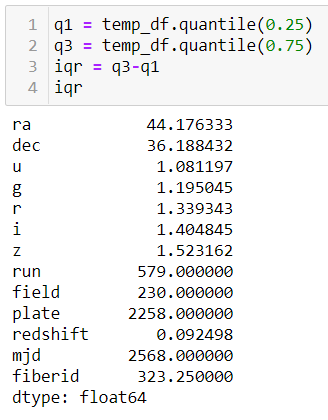 1 q1 = temp_df.quantile(0.25)
2 q3 = temp_df.quantile(0.75)
3 iqr = q3-q1
4 iqr
ra 44.176333
dec 36.188432
u 1.081197
g 1.195045
r 1.339343
i 1.404845
z 1.523162
run 579.000000
field 230.000000
plate 2258.000000
redshift 0.092498
mjd 2568.000000
fiberid 323.250000
dtype: float64